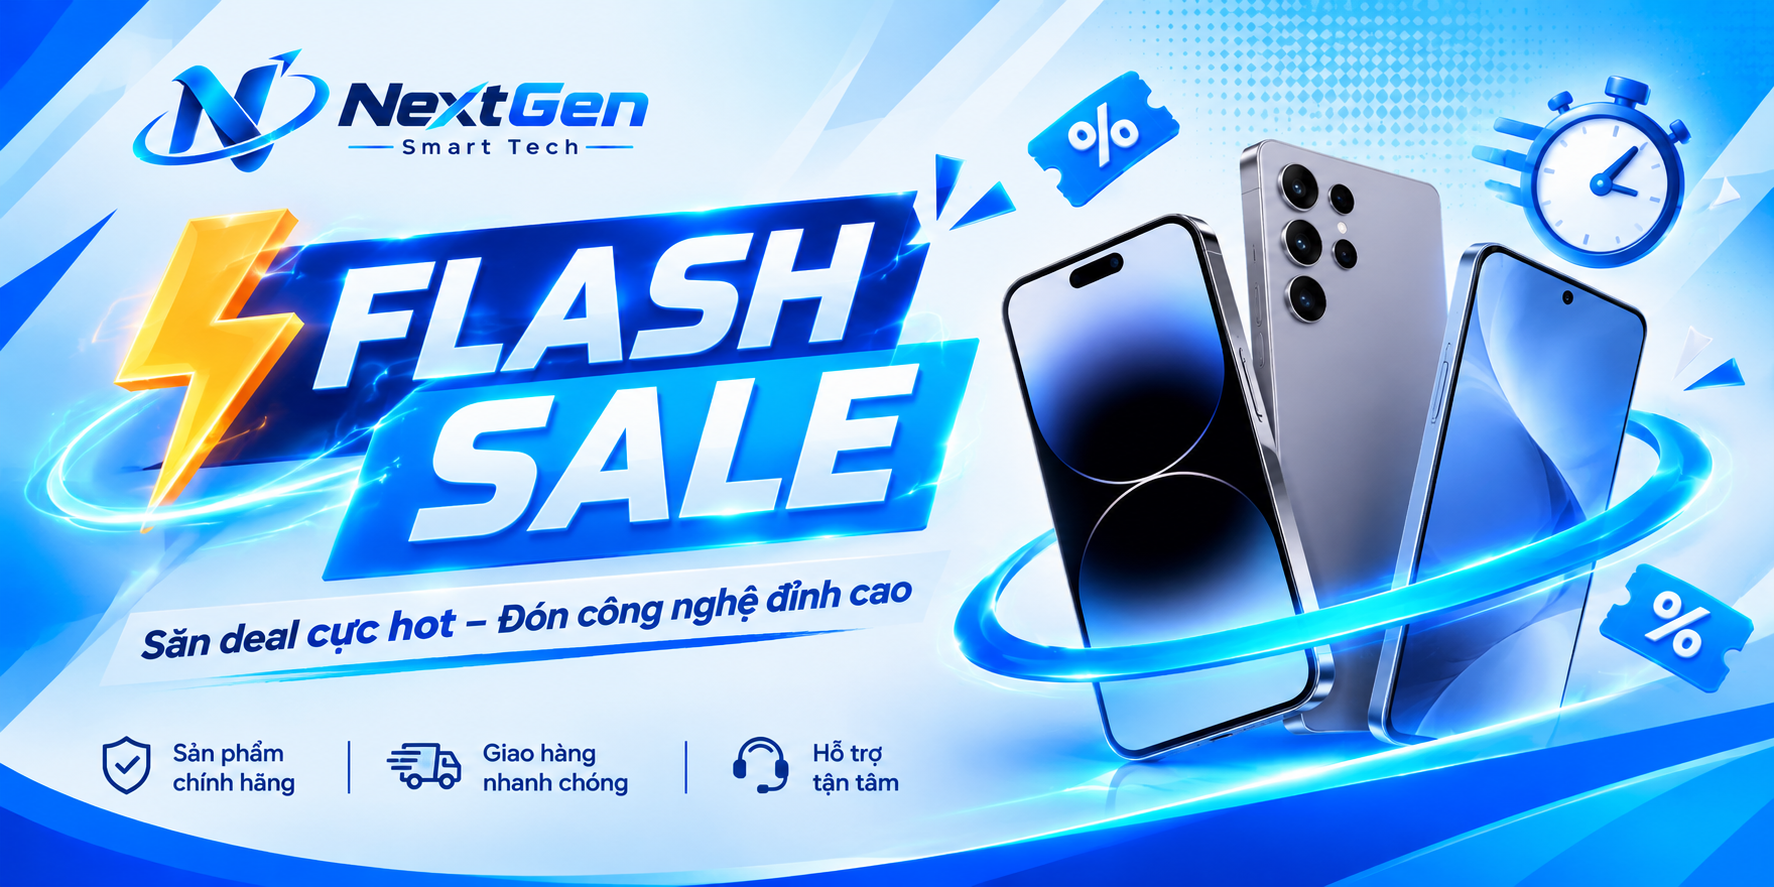 N
NextGen
Smart Tech
FLASH
SALE
Săn deal cực hot – Đón công nghệ đỉnh cao
Sản phẩm
chính hãng
Giao hàng
nhanh chóng
Hỗ trợ
tận tâm
%
%